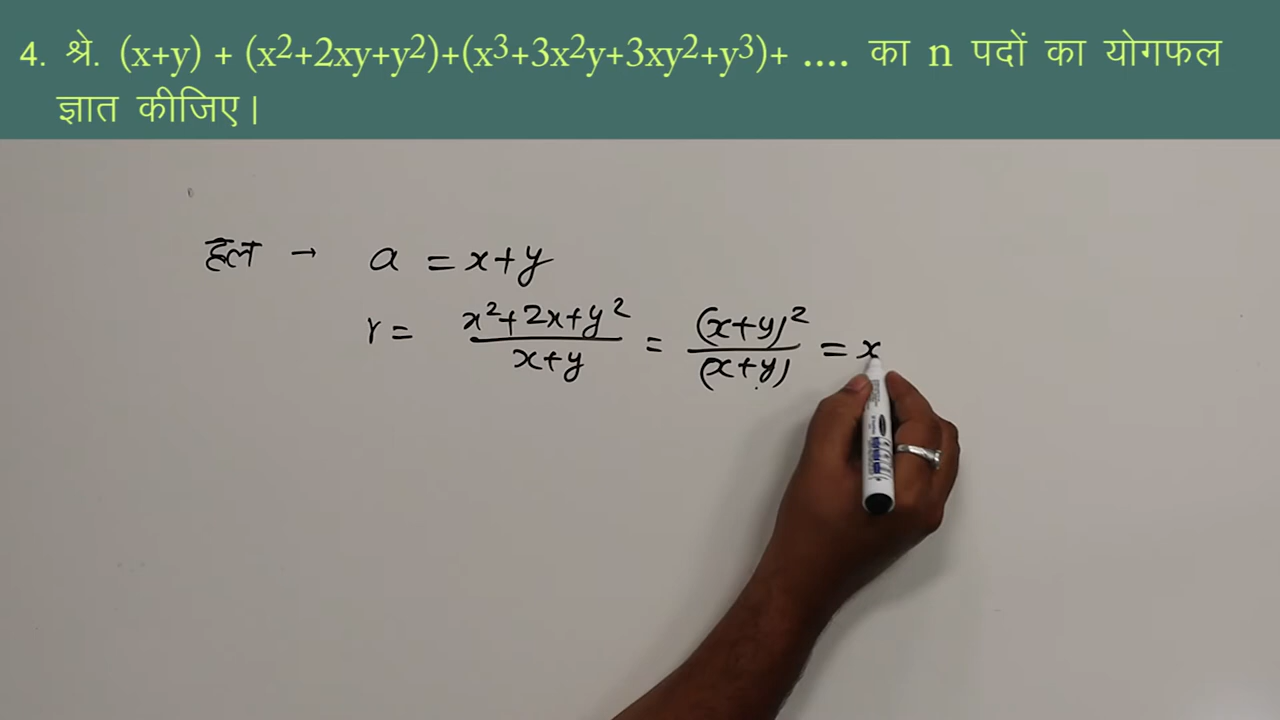 4. श्रे. (x+y) + (x2+2xy+y2)+(x3+3x2y+3xy2+y3)+ .... का n पदों का योगफल
ज्ञात कीजिए।
हल → a = x+y
r = x²+2x+y² / x+y = (x+y)² / (x+y) = x